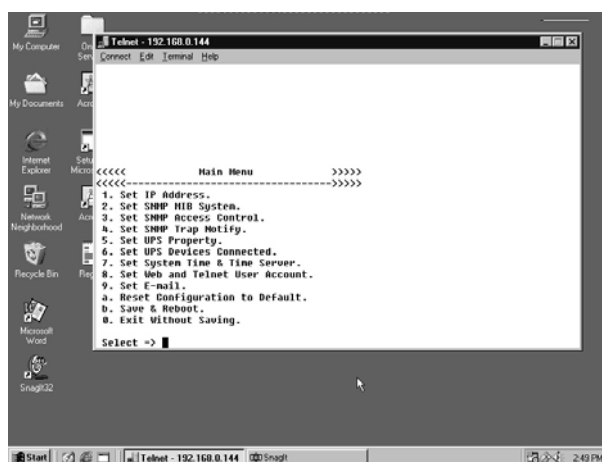 My Computer
Telnet - 192.168.0.144
Connect Edit Terminal Help
My Documents
Internet
Explorer
Network
Neighborhood
Recycle Bin
Microsoft
Word
SnagIt32
<<<<< Main Menu >>>>>
<<<<<----------------------------------->>>>>
1. Set IP Address.
2. Set SNMP MIB System.
3. Set SNMP Access Control.
4. Set SNMP Trap Notify.
5. Set UPS Property.
6. Set UPS Devices Connected.
7. Set System Time & Time Server.
8. Set Web and Telnet User Account.
9. Set E-mail.
a. Reset Configuration to Default.
b. Save & Reboot.
0. Exit Without Saving.
Select =>
Start
Telnet - 192.168.0.144
SnagIt
2:49 PM